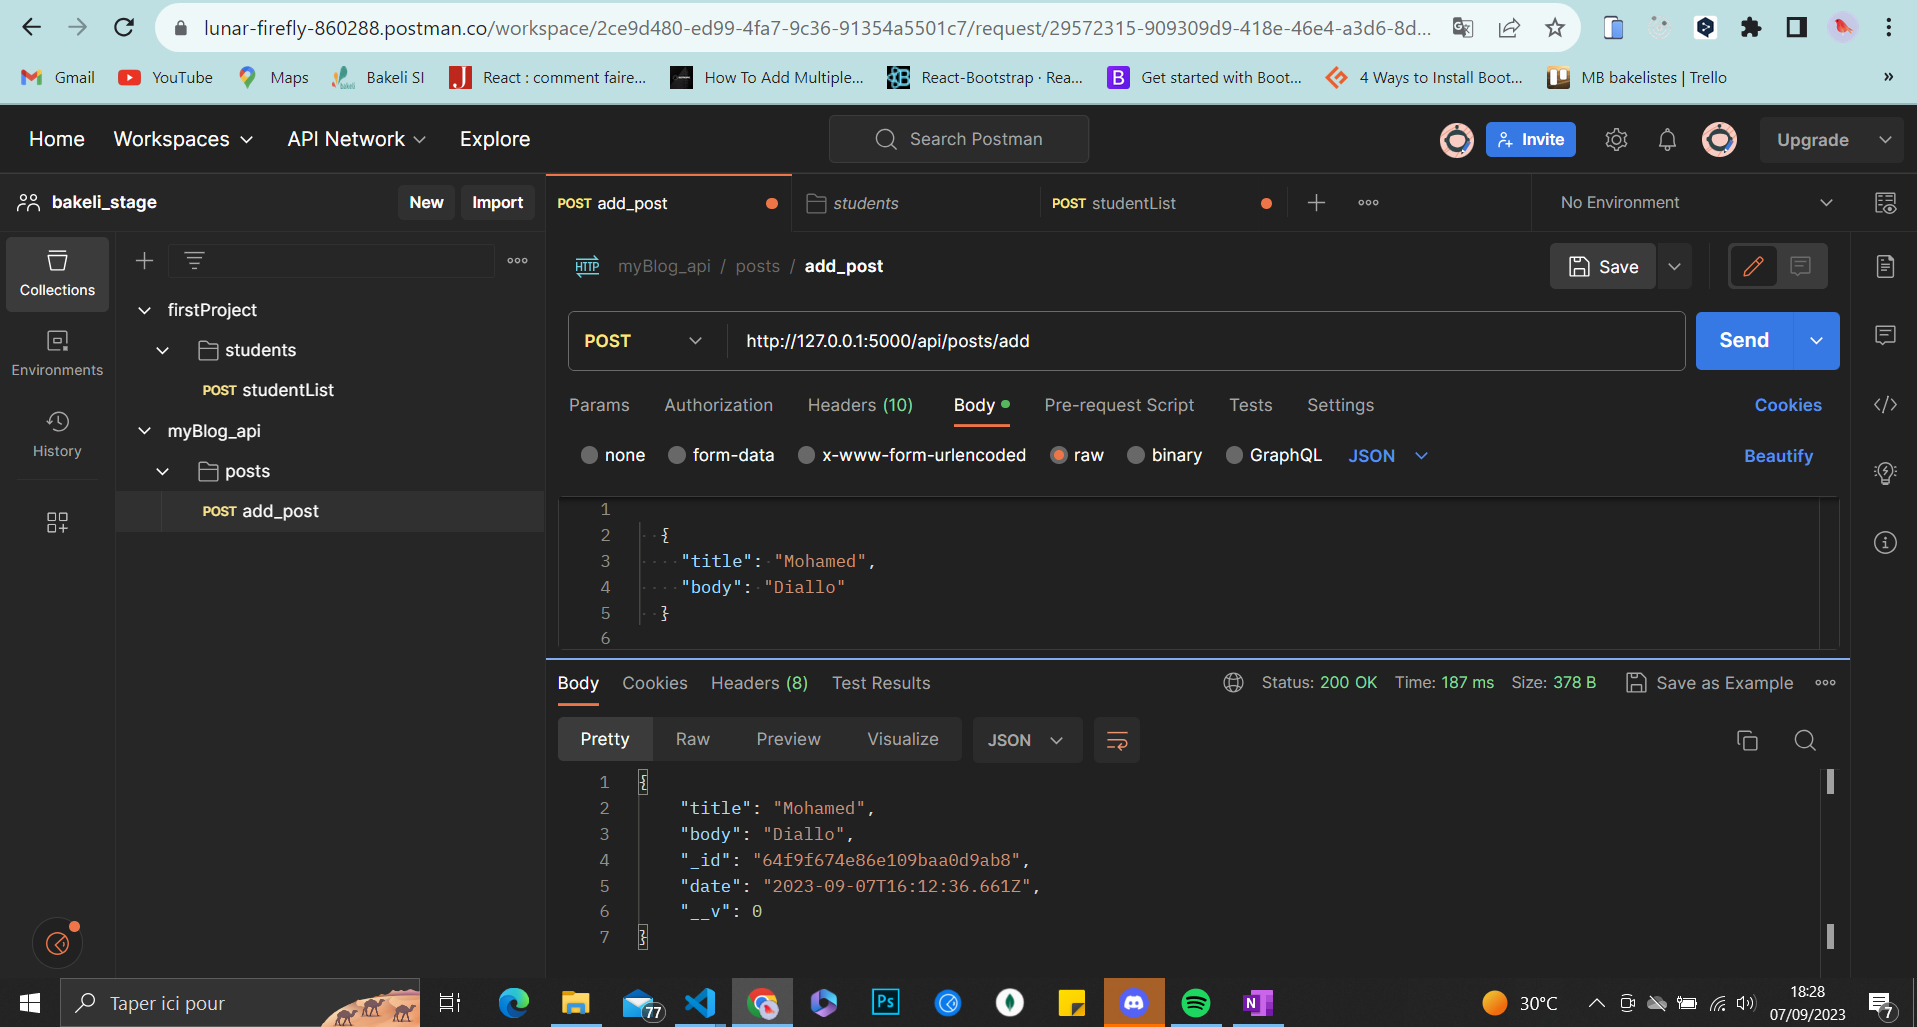 lunar-firefly-860288.postman.co/workspace/2ce9d480-ed99-4fa7-9c36-91354a5501c7/request/29572315-909309d9-418e-46e4-a3d6-8d...
Gmail YouTube Maps Bakeli SI React : comment faire... How To Add Multiple... React-Bootstrap · Rea... Get started with Boot... 4 Ways to Install Boot... MB bakelistes | Trello »
Home Workspaces API Network Explore Search Postman Invite Upgrade
bakeli_stage New Import POST add_post students POST studentList No Environment
Collections
Environments
History
firstProject
students
POST studentList
myBlog_api
posts
POST add_post
HTTP myBlog_api / posts / add_post Save
POST http://127.0.0.1:5000/api/posts/add Send
Params Authorization Headers (10) Body Pre-request Script Tests Settings Cookies
none form-data x-www-form-urlencoded raw binary GraphQL JSON Beautify
1
2 {
3 "title": "Mohamed",
4 "body": "Diallo"
5 }
6
Body Cookies Headers (8) Test Results Status: 200 OK Time: 187 ms Size: 378 B Save as Example
Pretty Raw Preview Visualize JSON
1 {
2 "title": "Mohamed",
3 "body": "Diallo",
4 "_id": "64f9f674e86e109baa0d9ab8",
5 "date": "2023-09-07T16:12:36.661Z",
6 "__v": 0
7 }
Taper ici pour 77 Ps N 30°C 18:28
07/09/2023 7